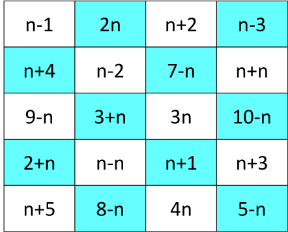 n-1 2n n+2 n-3
n+4 n-2 7-n n+n
9-n 3+n 3n 10-n
2+n n-n n+1 n+3
n+5 8-n 4n 5-n